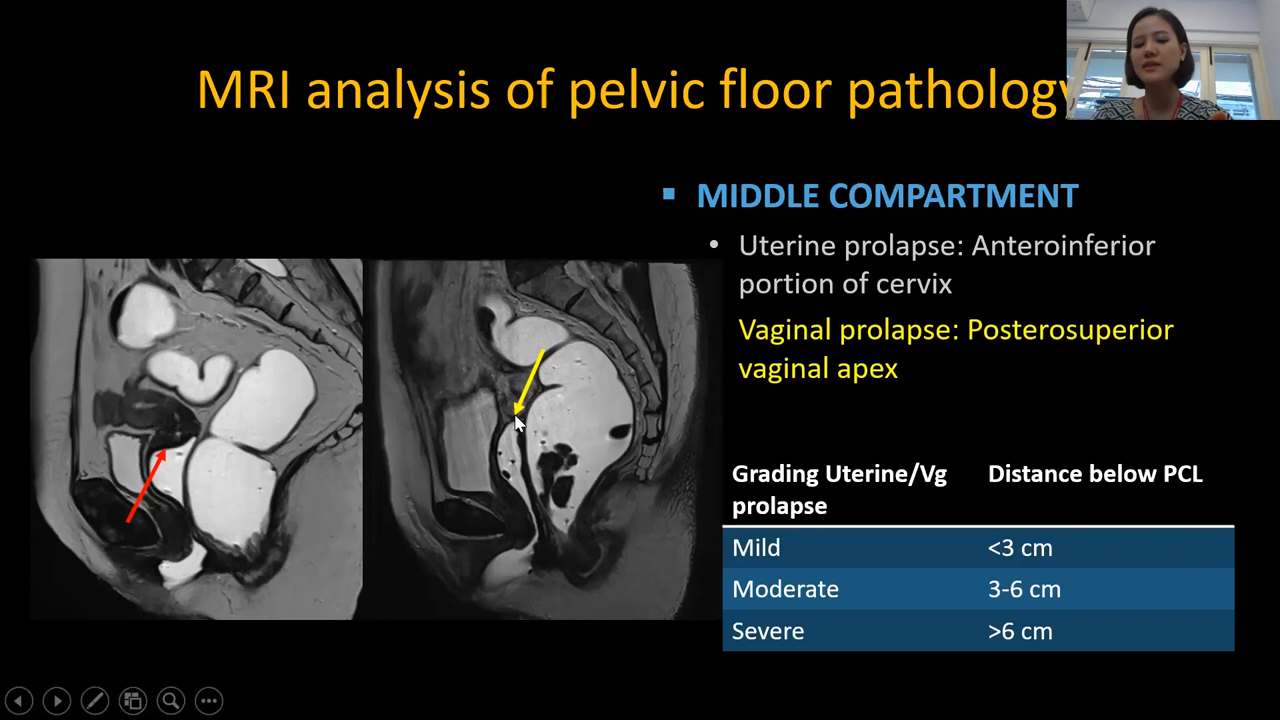 MRI analysis of pelvic floor pathology
MIDDLE COMPARTMENT
Uterine prolapse: Anteroinferior
portion of cervix
Vaginal prolapse: Posterosuperior
vaginal apex
Grading Uterine/Vg prolapse Distance below PCL
Mild <3 cm
Moderate 3-6 cm
Severe >6 cm